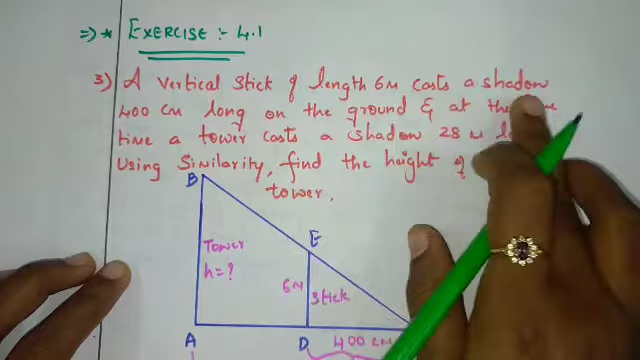 => * EXERCISE :- 4.1
3) A vertical stick of length 6M casts a shadow
400 CM long on the ground & at the
time a tower casts a shadow 28 M
Using Similarity, find the height of
tower.
B
E
Tower
h=?
6M
Stick
A
D
400 CM